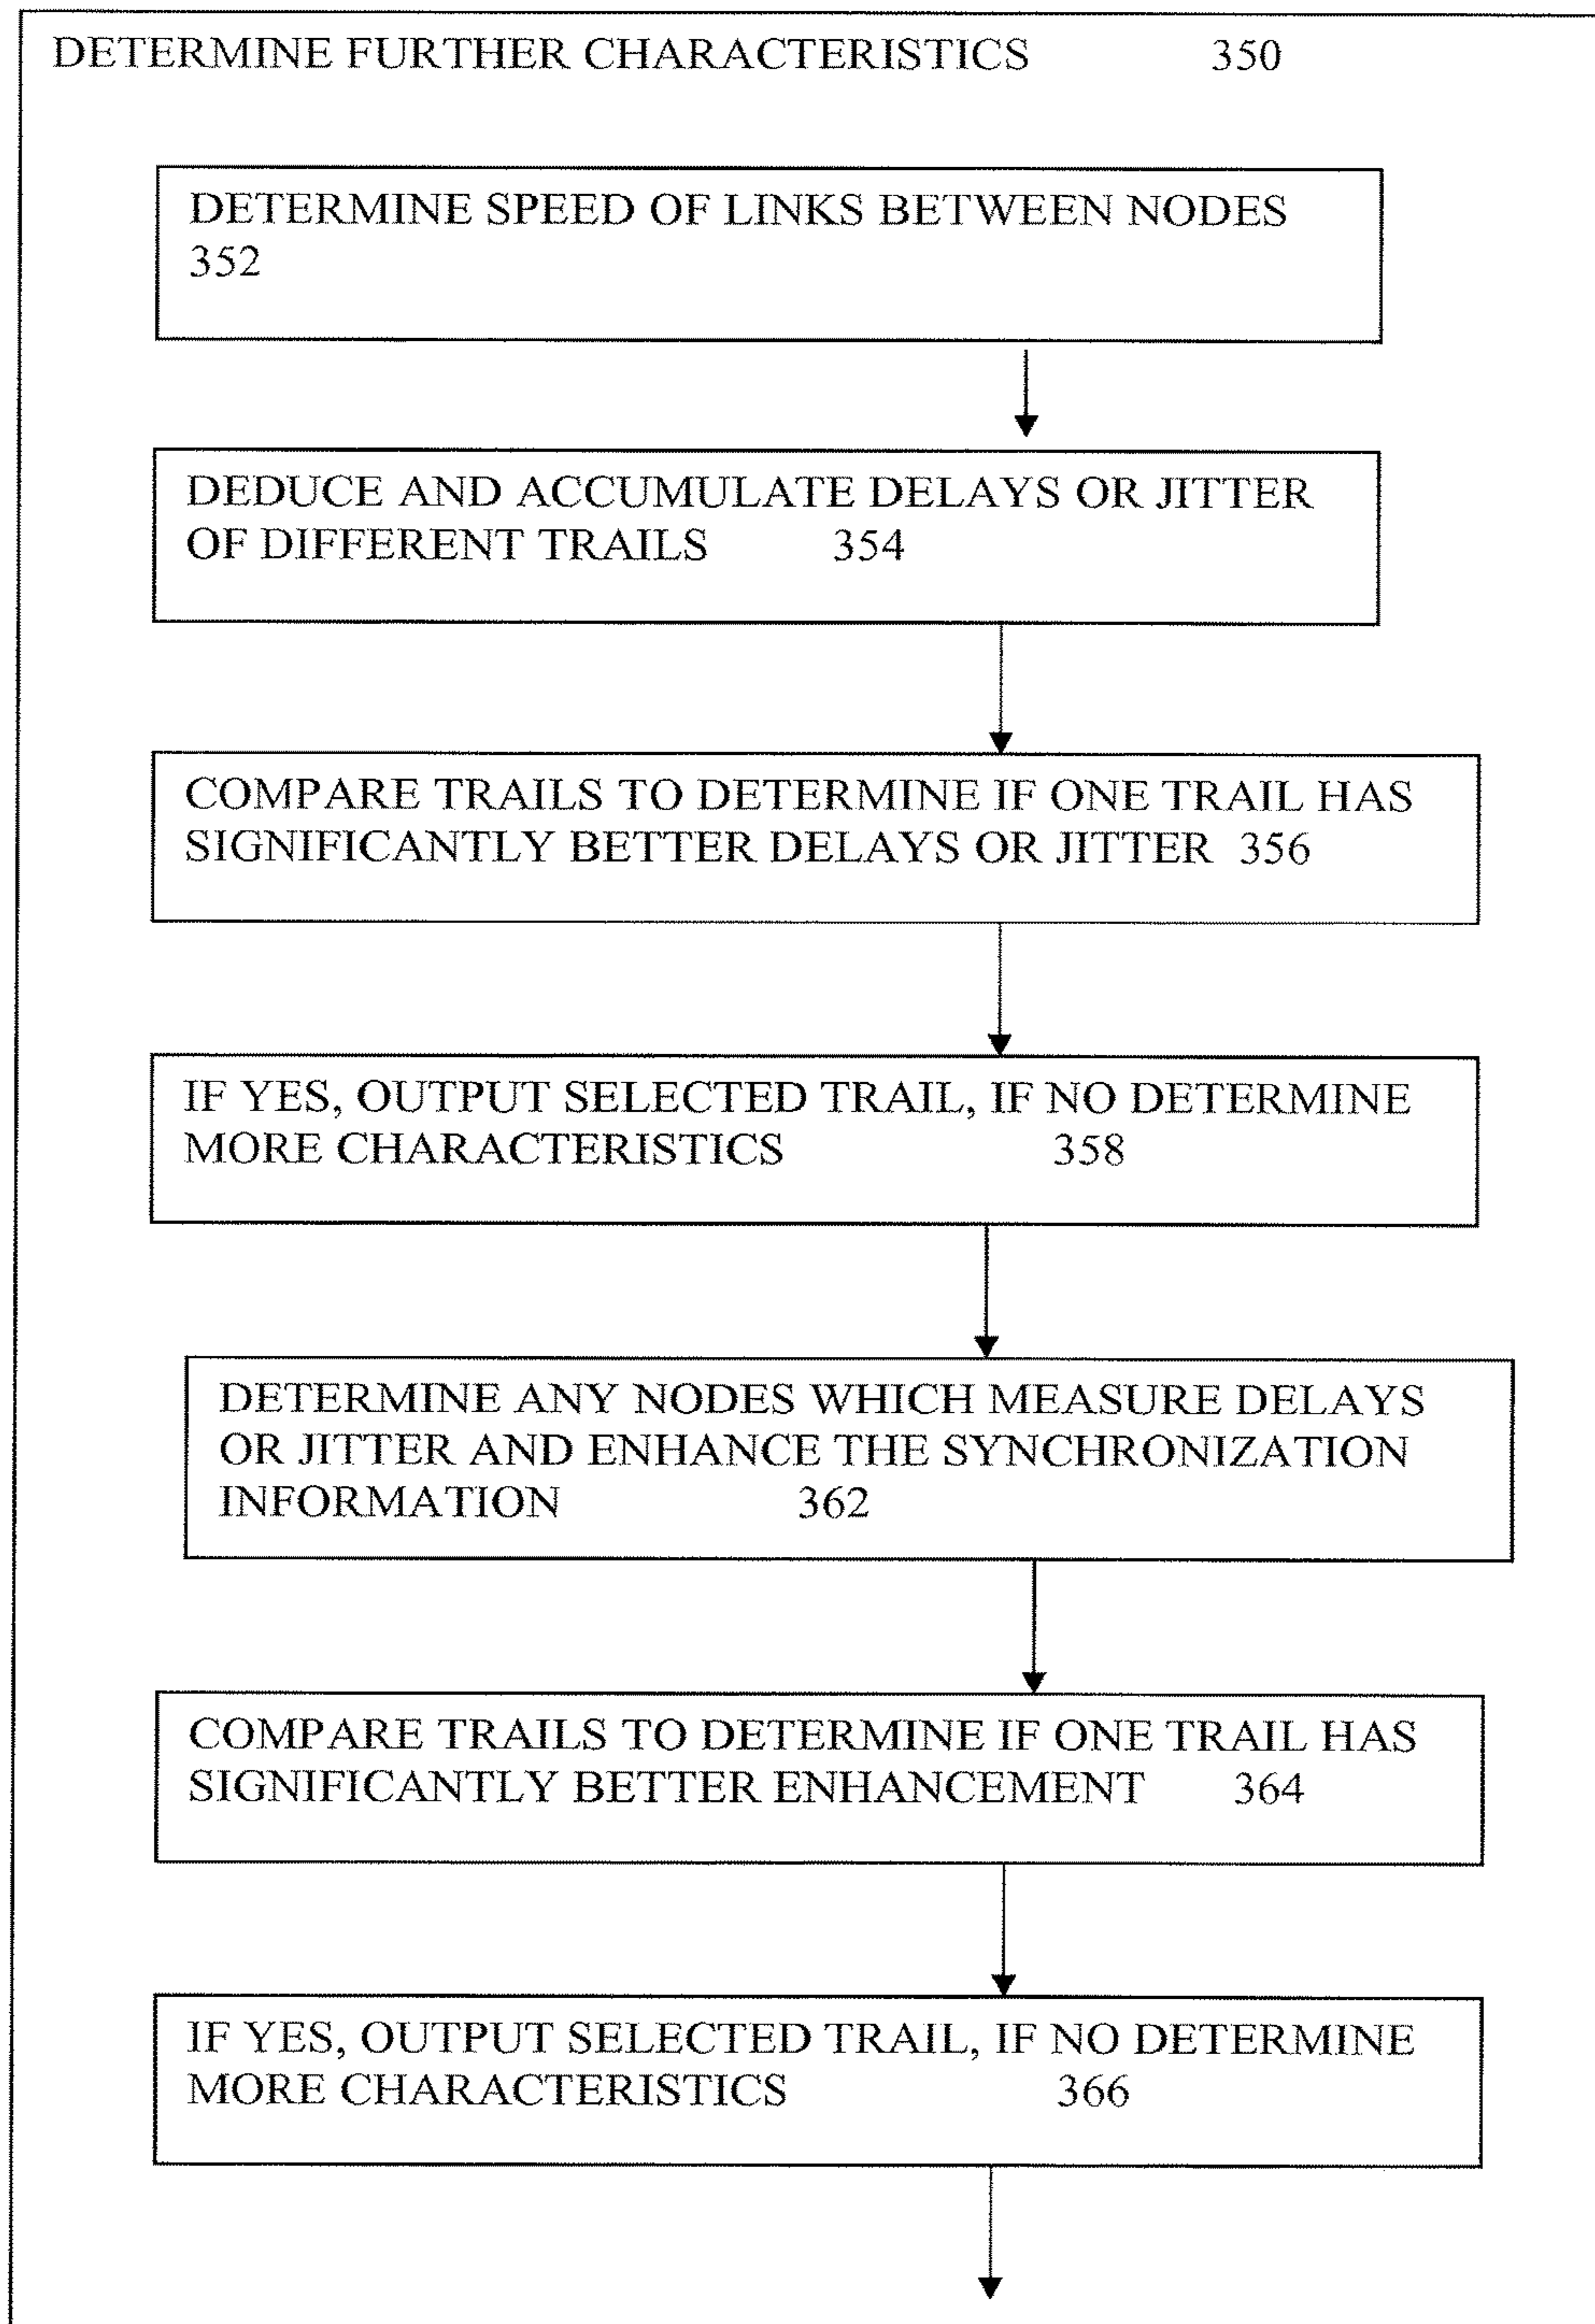 DETERMINE FURTHER CHARACTERISTICS 350
DETERMINE SPEED OF LINKS BETWEEN NODES
352
DEDUCE AND ACCUMULATE DELAYS OR JITTER
OF DIFFERENT TRAILS 354
COMPARE TRAILS TO DETERMINE IF ONE TRAIL HAS
SIGNIFICANTLY BETTER DELAYS OR JITTER 356
IF YES, OUTPUT SELECTED TRAIL, IF NO DETERMINE
MORE CHARACTERISTICS 358
DETERMINE ANY NODES WHICH MEASURE DELAYS
OR JITTER AND ENHANCE THE SYNCHRONIZATION
INFORMATION 362
COMPARE TRAILS TO DETERMINE IF ONE TRAIL HAS
SIGNIFICANTLY BETTER ENHANCEMENT 364
IF YES, OUTPUT SELECTED TRAIL, IF NO DETERMINE
MORE CHARACTERISTICS 366